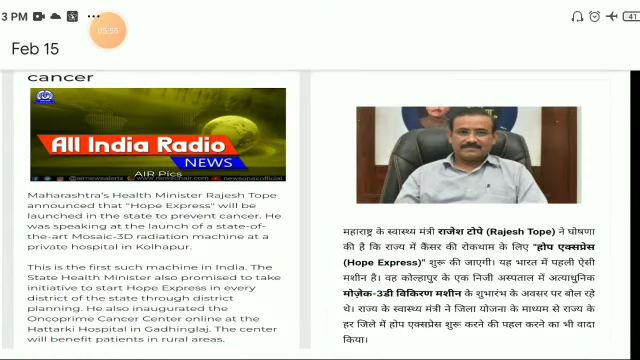 3 PM
41
05:55
Feb 15
cancer
All India Radio
NEWS
AIR Pics
@airnewsalerts
newsonairofficial
Maharashtra's Health Minister Rajesh Tope
announced that "Hope Express" will be
launched in the state to prevent cancer. He
was speaking at the launch of a state-of-
the-art Mosaic-3D radiation machine at a
private hospital in Kolhapur.
This is the first such machine in India. The
State Health Minister also promised to take
initiative to start Hope Express in every
district of the state through district
planning. He also inaugurated the
Oncoprime Cancer Center online at the
Hattarki Hospital in Gadhinglaj. The center
will benefit patients in rural areas.
महाराष्ट्र के स्वास्थ्य मंत्री राजेश टोपे (Rajesh Tope) ने घोषणा
की है कि राज्य में कैंसर की रोकथाम के लिए "होप एक्सप्रेस
(Hope Express) शुरू की जाएगी। यह भारत में पहली ऐसी
मशीन है। वह कोल्हापुर के एक निजी अस्पताल में अत्याधुनिक
मोज़ेक-3डी विकिरण मशीन के शुभारंभ के अवसर पर बोल रहे
थे। राज्य के स्वास्थ्य मंत्री ने जिला योजना के माध्यम से राज्य के
हर जिले में होप एक्सप्रेस शुरू करने की पहल करने का भी वादा
किया।